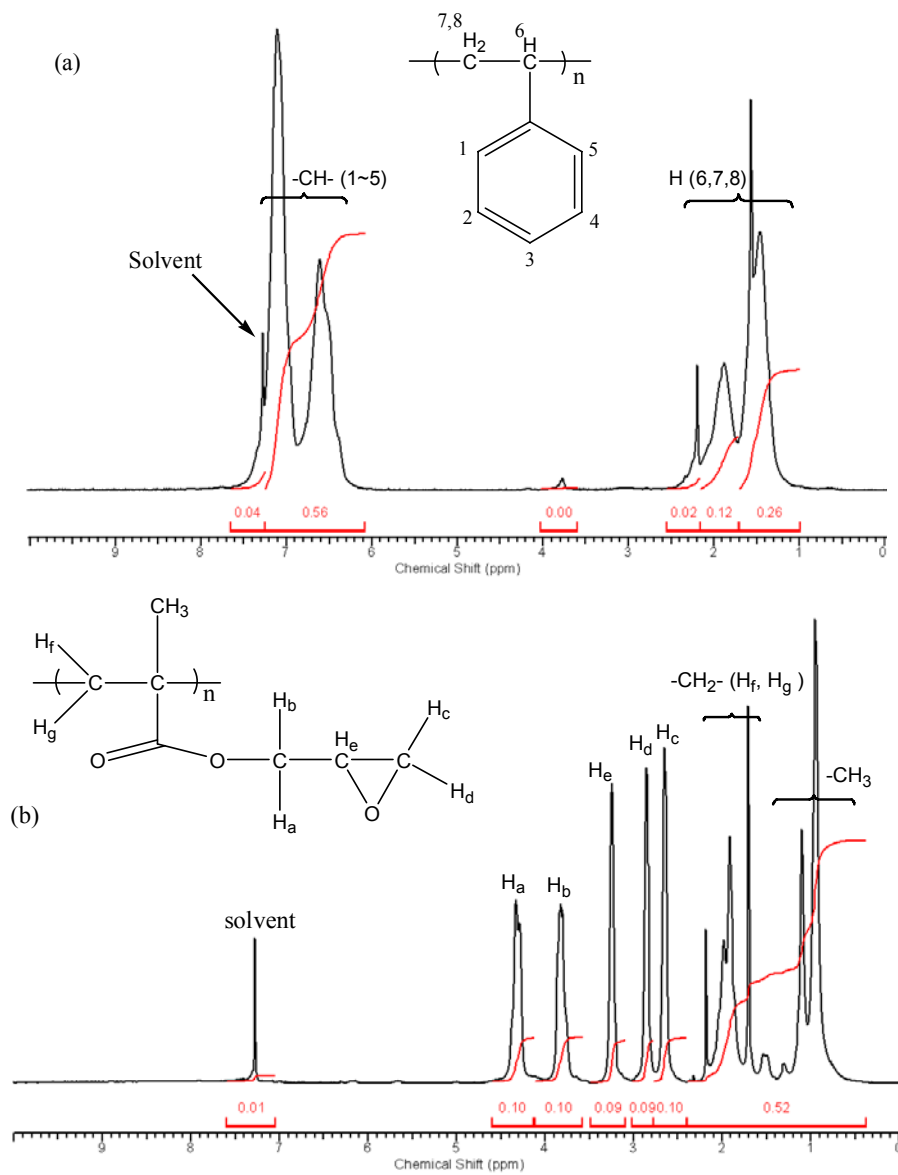 (a)
7,8
H2
6
H
C
C
n
1
5
2
4
3
-CH- (1~5)
H (6,7,8)
Solvent
0.04 0.56 0.00 0.02 0.12 0.26
9 8 7 6 5 4 3 2 1 0
Chemical Shift (ppm)
CH3
Hf
C
C
n
Hg
O
O
Hb
C
Ha
He
C
C
Hc
Hd
O
(b)
solvent
Ha
Hb
He
Hd
Hc
-CH2- (Hf, Hg )
-CH3
0.01 0.10 0.10 0.09 0.09 0.10 0.52
9 8 7 6 5 4 3 2 1 0
Chemical Shift (ppm)